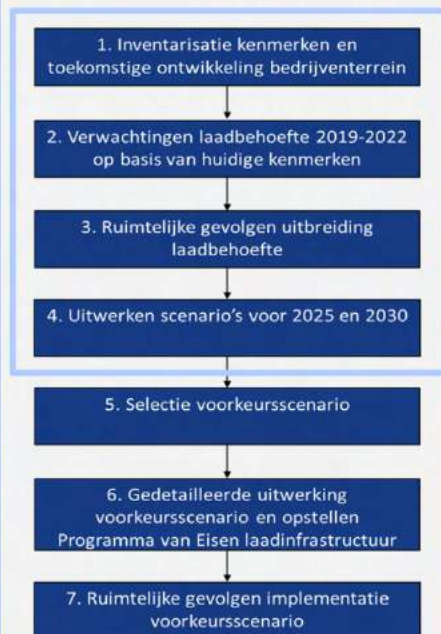 1. Inventarisatie kenmerken en
toekomstige ontwikkeling bedrijventerrein
2. Verwachtingen laadbehoefte 2019-2022
op basis van huidige kenmerken
3. Ruimtelijke gevolgen uitbreiding
laadbehoefte
4. Uitwerken scenario's voor 2025 en 2030
5. Selectie voorkeursscenario
6. Gedetailleerde uitwerking
voorkeursscenario en opstellen
Programma van Eisen laadinfrastructuur
7. Ruimtelijke gevolgen implementatie
voorkeursscenario